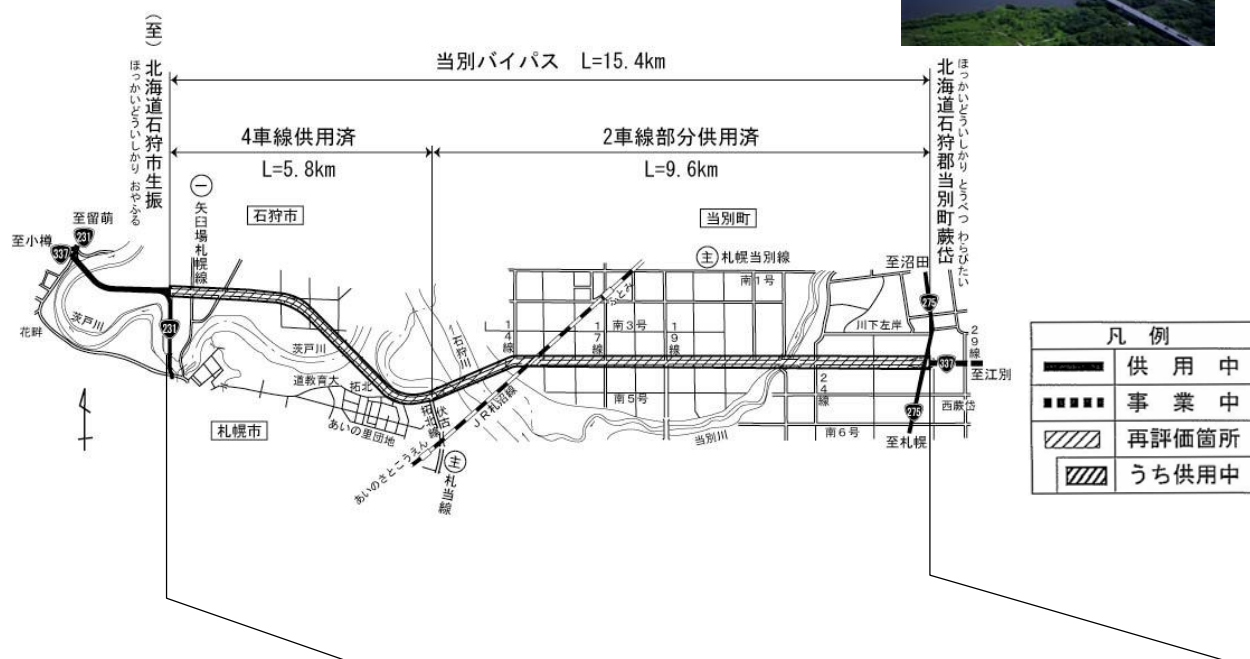 (至)
北海道石狩市生振
ほっかいどういしかり おやふる
当別バイパス L=15.4km
北海道石狩郡当別町蕨岱
ほっかいどういしかり とうべつ わらびたい
4車線供用済
L=5.8km
2車線部分供用済
L=9.6km
㊀矢臼場札幌線
石狩市
当別町
至留萌
231
至小樽
337
花畔
茨戸川
231
茨戸川
道教育大
拓北
あいの里団地
札幌市
伏古拓北線
あいのさとこうえん
JR札沼線
主 札当線
石狩川
主 札幌当別線
ふとみ
南1号
南3号
南5号
南6号
14線
17線
19線
24線
29線
川下左岸
当別川
西蕨岱
至沼田
275
337
至江別
275
至札幌
凡例
供用中
事業中
再評価箇所
うち供用中